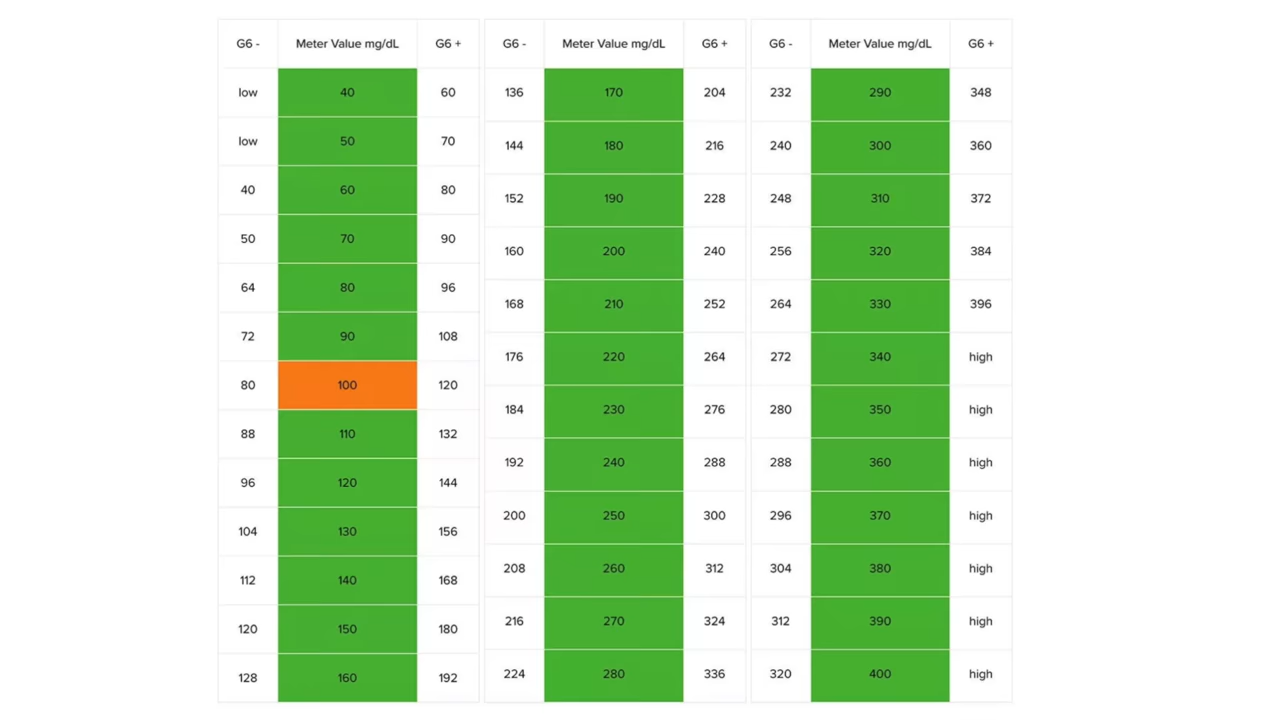 G6 - Meter Value mg/dL G6 +
low 40 60
low 50 70
40 60 80
50 70 90
64 80 96
72 90 108
80 100 120
88 110 132
96 120 144
104 130 156
112 140 168
120 150 180
128 160 192
G6 - Meter Value mg/dL G6 +
136 170 204
144 180 216
152 190 228
160 200 240
168 210 252
176 220 264
184 230 276
192 240 288
200 250 300
208 260 312
216 270 324
224 280 336
G6 - Meter Value mg/dL G6 +
232 290 348
240 300 360
248 310 372
256 320 384
264 330 396
272 340 high
280 350 high
288 360 high
296 370 high
304 380 high
312 390 high
320 400 high